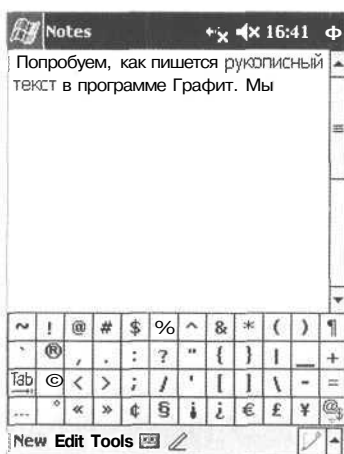 Notes 16:41 Ф
Попробуем, как пишется рукописный
текст в программе Графит. Мы
~ ! @ # $ % ^ & * ( ) ¶
` ® , . : ? " { } | _ +
Tab © < > ; / ' [ ] \ - =
... ° « » ¢ § i ¿ € £ ¥ @
New Edit Tools